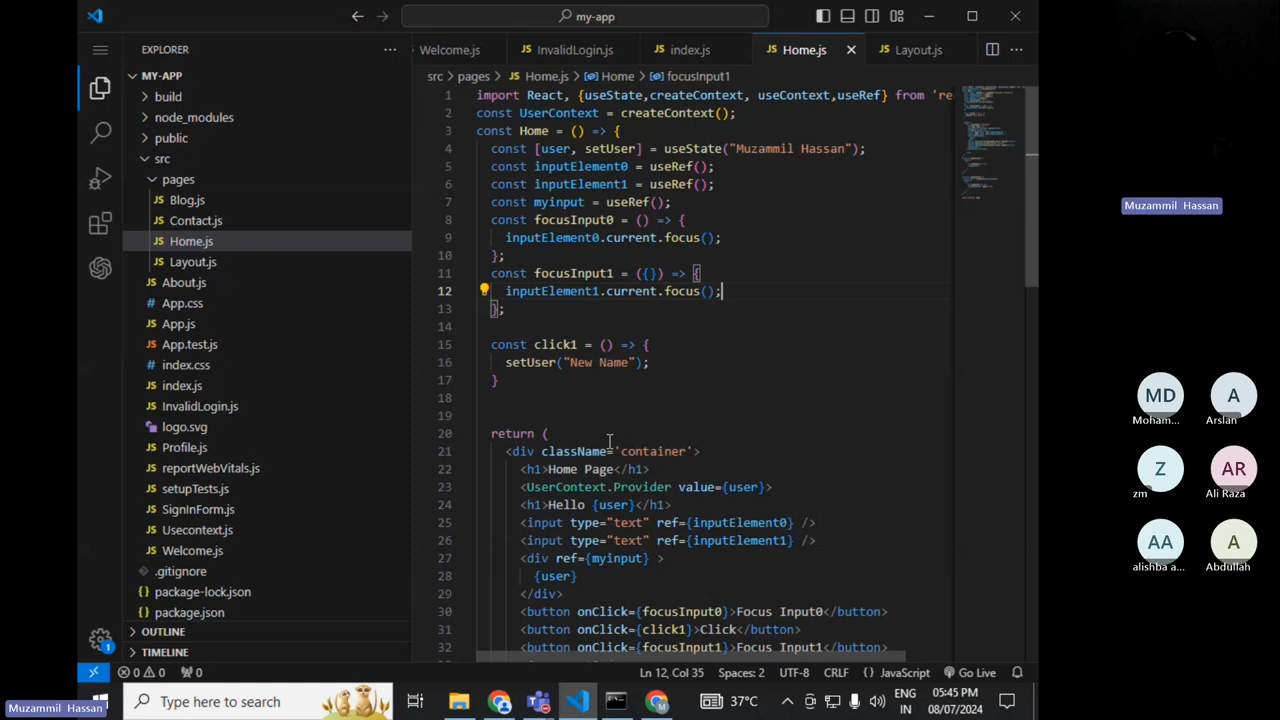 my-app
EXPLORER
Welcome.js
InvalidLogin.js
index.js
Home.js
Layout.js
src > pages > Home.js > Home > focusInput1
MY-APP
build
node_modules
public
src
pages
Blog.js
Contact.js
Home.js
Layout.js
About.js
App.css
App.js
App.test.js
index.css
index.js
InvalidLogin.js
logo.svg
Profile.js
reportWebVitals.js
setupTests.js
SignInForm.js
Usecontext.js
Welcome.js
.gitignore
package-lock.json
package.json
OUTLINE
TIMELINE
1 import React, {useState,createContext, useContext,useRef} from 're
2 const UserContext = createContext();
3 const Home = () => {
4 const [user, setUser] = useState("Muzammil Hassan");
5 const inputElement0 = useRef();
6 const inputElement1 = useRef();
7 const myinput = useRef();
8 const focusInput0 = () => {
9 inputElement0.current.focus();
10 };
11 const focusInput1 = ({}) => {
12 inputElement1.current.focus();
13 };
14
15 const click1 = () => {
16 setUser("New Name");
17 }
18
19
20 return (
21 <div className='container'>
22 <h1>Home Page</h1>
23 <UserContext.Provider value={user}>
24 <h1>Hello {user}</h1>
25 <input type="text" ref={inputElement0} />
26 <input type="text" ref={inputElement1} />
27 <div ref={myinput} >
28 {user}
29 </div>
30 <button onClick={focusInput0}>Focus Input0</button>
31 <button onClick={click1}>Click</button>
32 <button onClick={focusInput1}>Focus Input1</button>
1
0 0
0
Ln 12, Col 35
Spaces: 2
UTF-8
CRLF
{} JavaScript
Go Live
Type here to search
M
37°C
ENG
IN
05:45 PM
08/07/2024
Muzammil Hassan
Muzammil Hassan
MD
Moham...
A
Arslan
Z
zm
AR
Ali Raza
AA
alishba a...
A
Abdullah